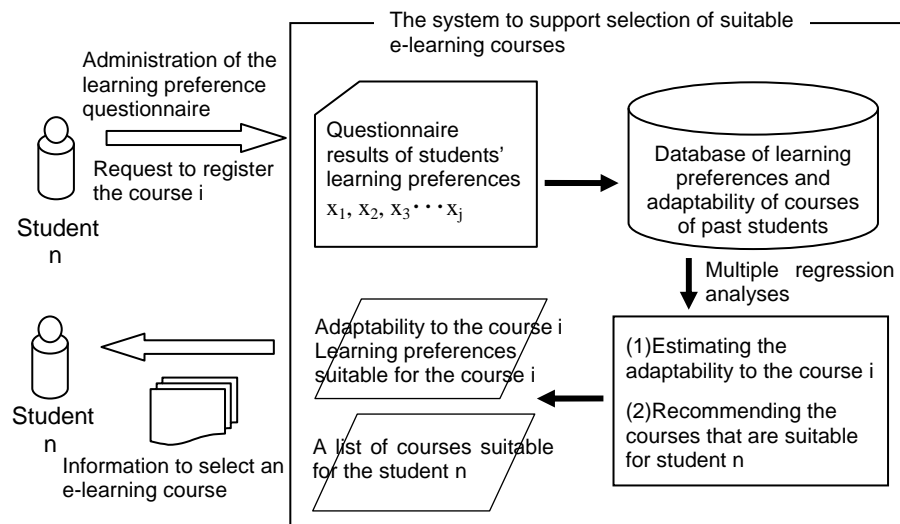 The system to support selection of suitable
e-learning courses
Administration of the
learning preference
questionnaire
Request to register
the course i
Student
n
Questionnaire
results of students’
learning preferences
x₁, x₂, x₃・・・xⱼ
Database of learning
preferences and
adaptability of courses
of past students
Multiple regression
analyses
(1)Estimating the
adaptability to the course i
(2)Recommending the
courses that are suitable
for student n
Adaptability to the course i
Learning preferences
suitable for the course i
A list of courses suitable
for the student n
Student
n
Information to select an
e-learning course